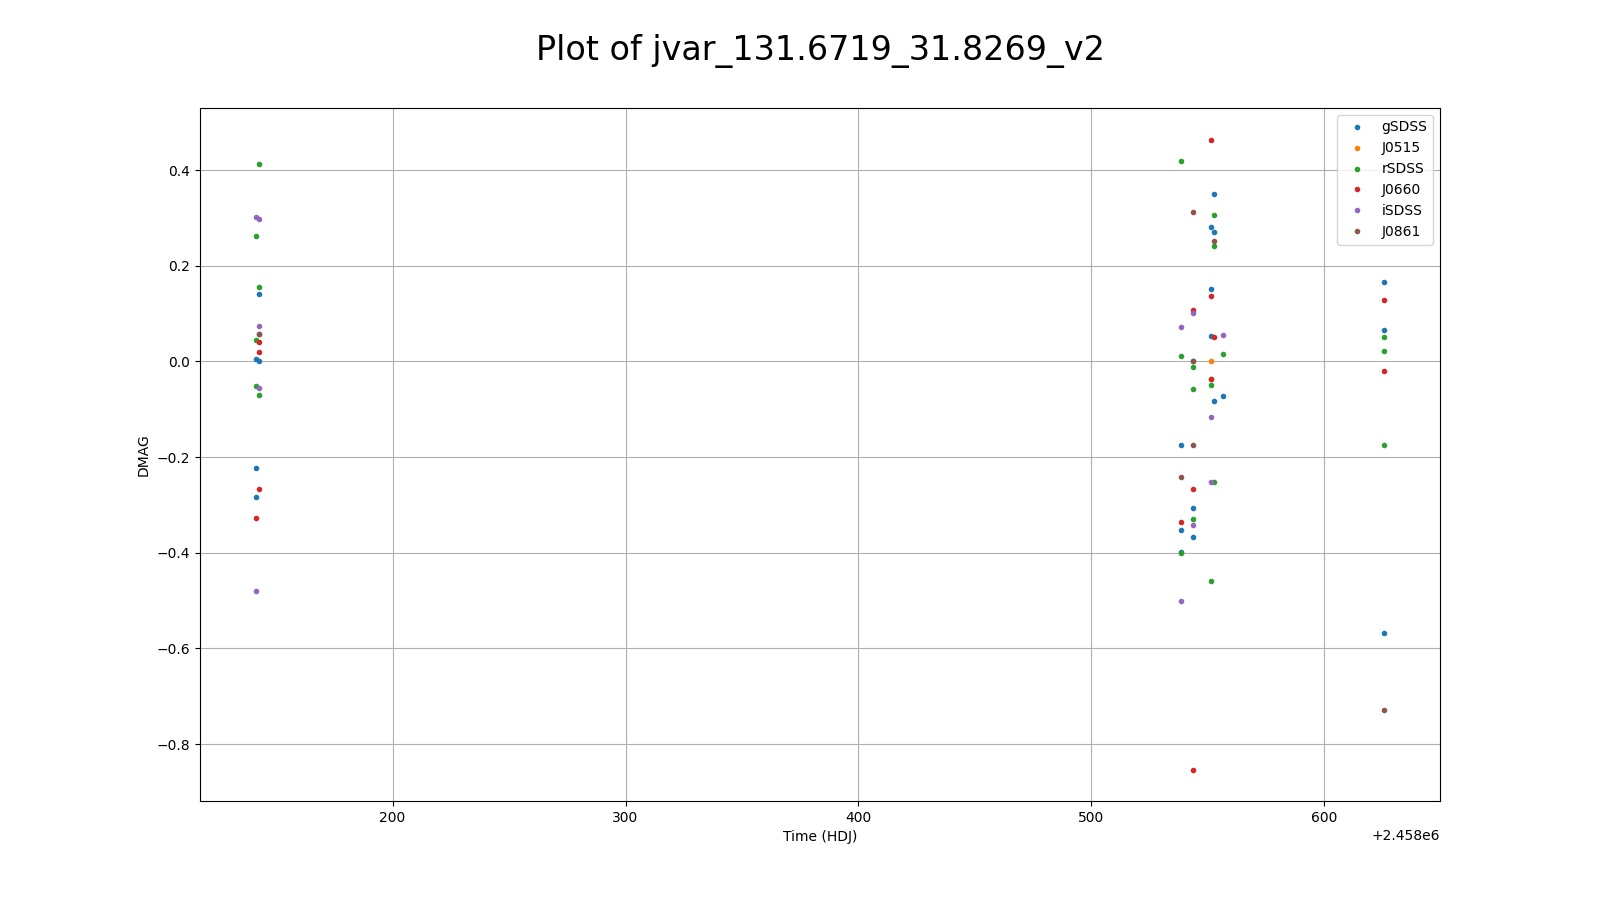 Plot of jvar_131.6719_31.8269_v2
gSDSS
J0515
rSDSS
J0660
iSDSS
J0861
0.4
0.2
0.0
−0.2
−0.4
−0.6
−0.8
DMAG
200
300
400
500
600
Time (HDJ)
+2.458e6